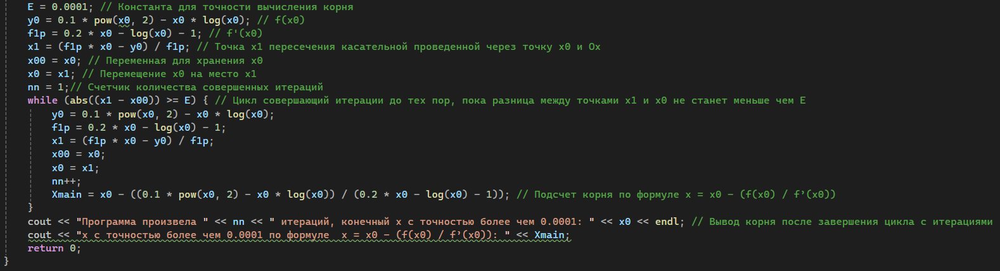 E = 0.0001; // Константа для точности вычисления корня
y0 = 0.1 * pow(x0, 2) - x0 * log(x0); // f(x0)
f1p = 0.2 * x0 - log(x0) - 1; // f'(x0)
x1 = (f1p * x0 - y0) / f1p; // Точка x1 пересечения касательной проведенной через точку x0 и Ox
x00 = x0; // Переменная для хранения x0
x0 = x1; // Перемещение x0 на место x1
nn = 1;// Счетчик количества совершенных итераций
while (abs((x1 - x00)) >= E) { // Цикл совершающий итерации до тех пор, пока разница между точками x1 и x0 не станет меньше чем E
y0 = 0.1 * pow(x0, 2) - x0 * log(x0);
f1p = 0.2 * x0 - log(x0) - 1;
x1 = (f1p * x0 - y0) / f1p;
x00 = x0;
x0 = x1;
nn++;
Xmain = x0 - ((0.1 * pow(x0, 2) - x0 * log(x0)) / (0.2 * x0 - log(x0) - 1)); // Подсчет корня по формуле x = x0 - (f(x0) / f’(x0))
}
cout << "Программа произвела " << nn << " итераций, конечный x с точностью более чем 0.0001: " << x0 << endl; // Вывод корня после завершения цикла с итерациями
cout << "x с точностью более чем 0.0001 по формуле  x = x0 - (f(x0) / f’(x0)): " << Xmain;
return 0;
}